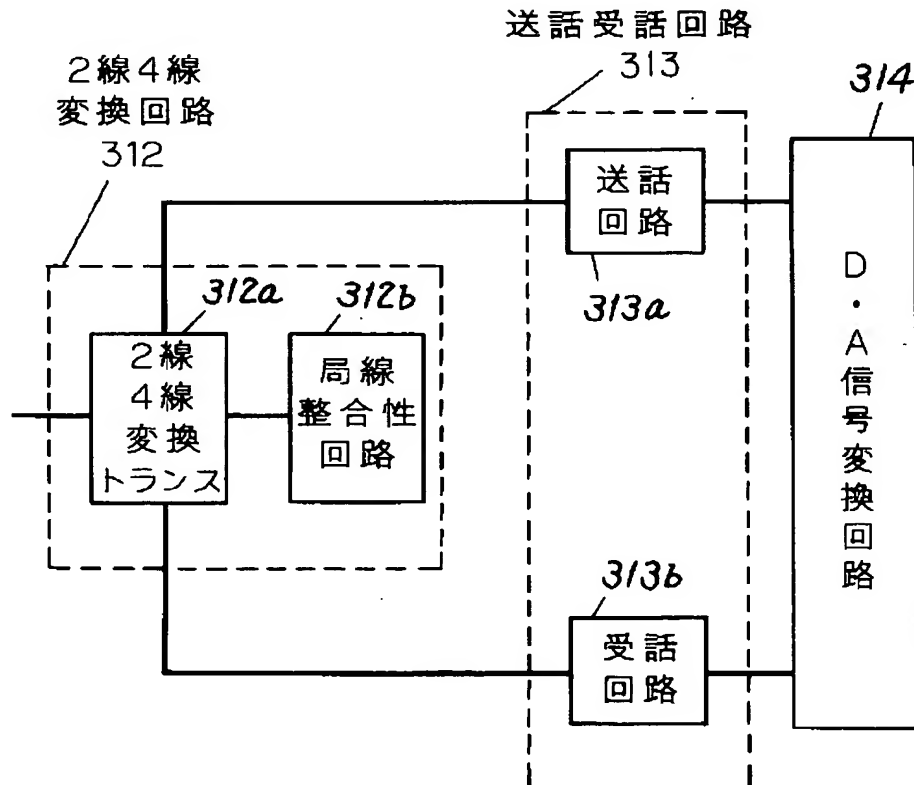 送話受話回路
313
2線4線
変換回路
312
314
送話
回路
313a
312a
312b
2線
4線
変換
トランス
局線
整合性
回路
D・A信号変換回路
313b
受話
回路